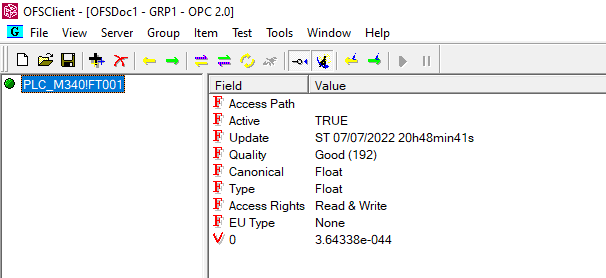 OFSClient - [OFSDoc1 - GRP1 - OPC 2.0]
G File View Server Group Item Test Tools Window Help
PLC_M340!FT001
Field Value
Access Path
Active TRUE
Update ST 07/07/2022 20h48min41s
Quality Good (192)
Canonical Float
Type Float
Access Rights Read & Write
EU Type None
0 3.64338e-044